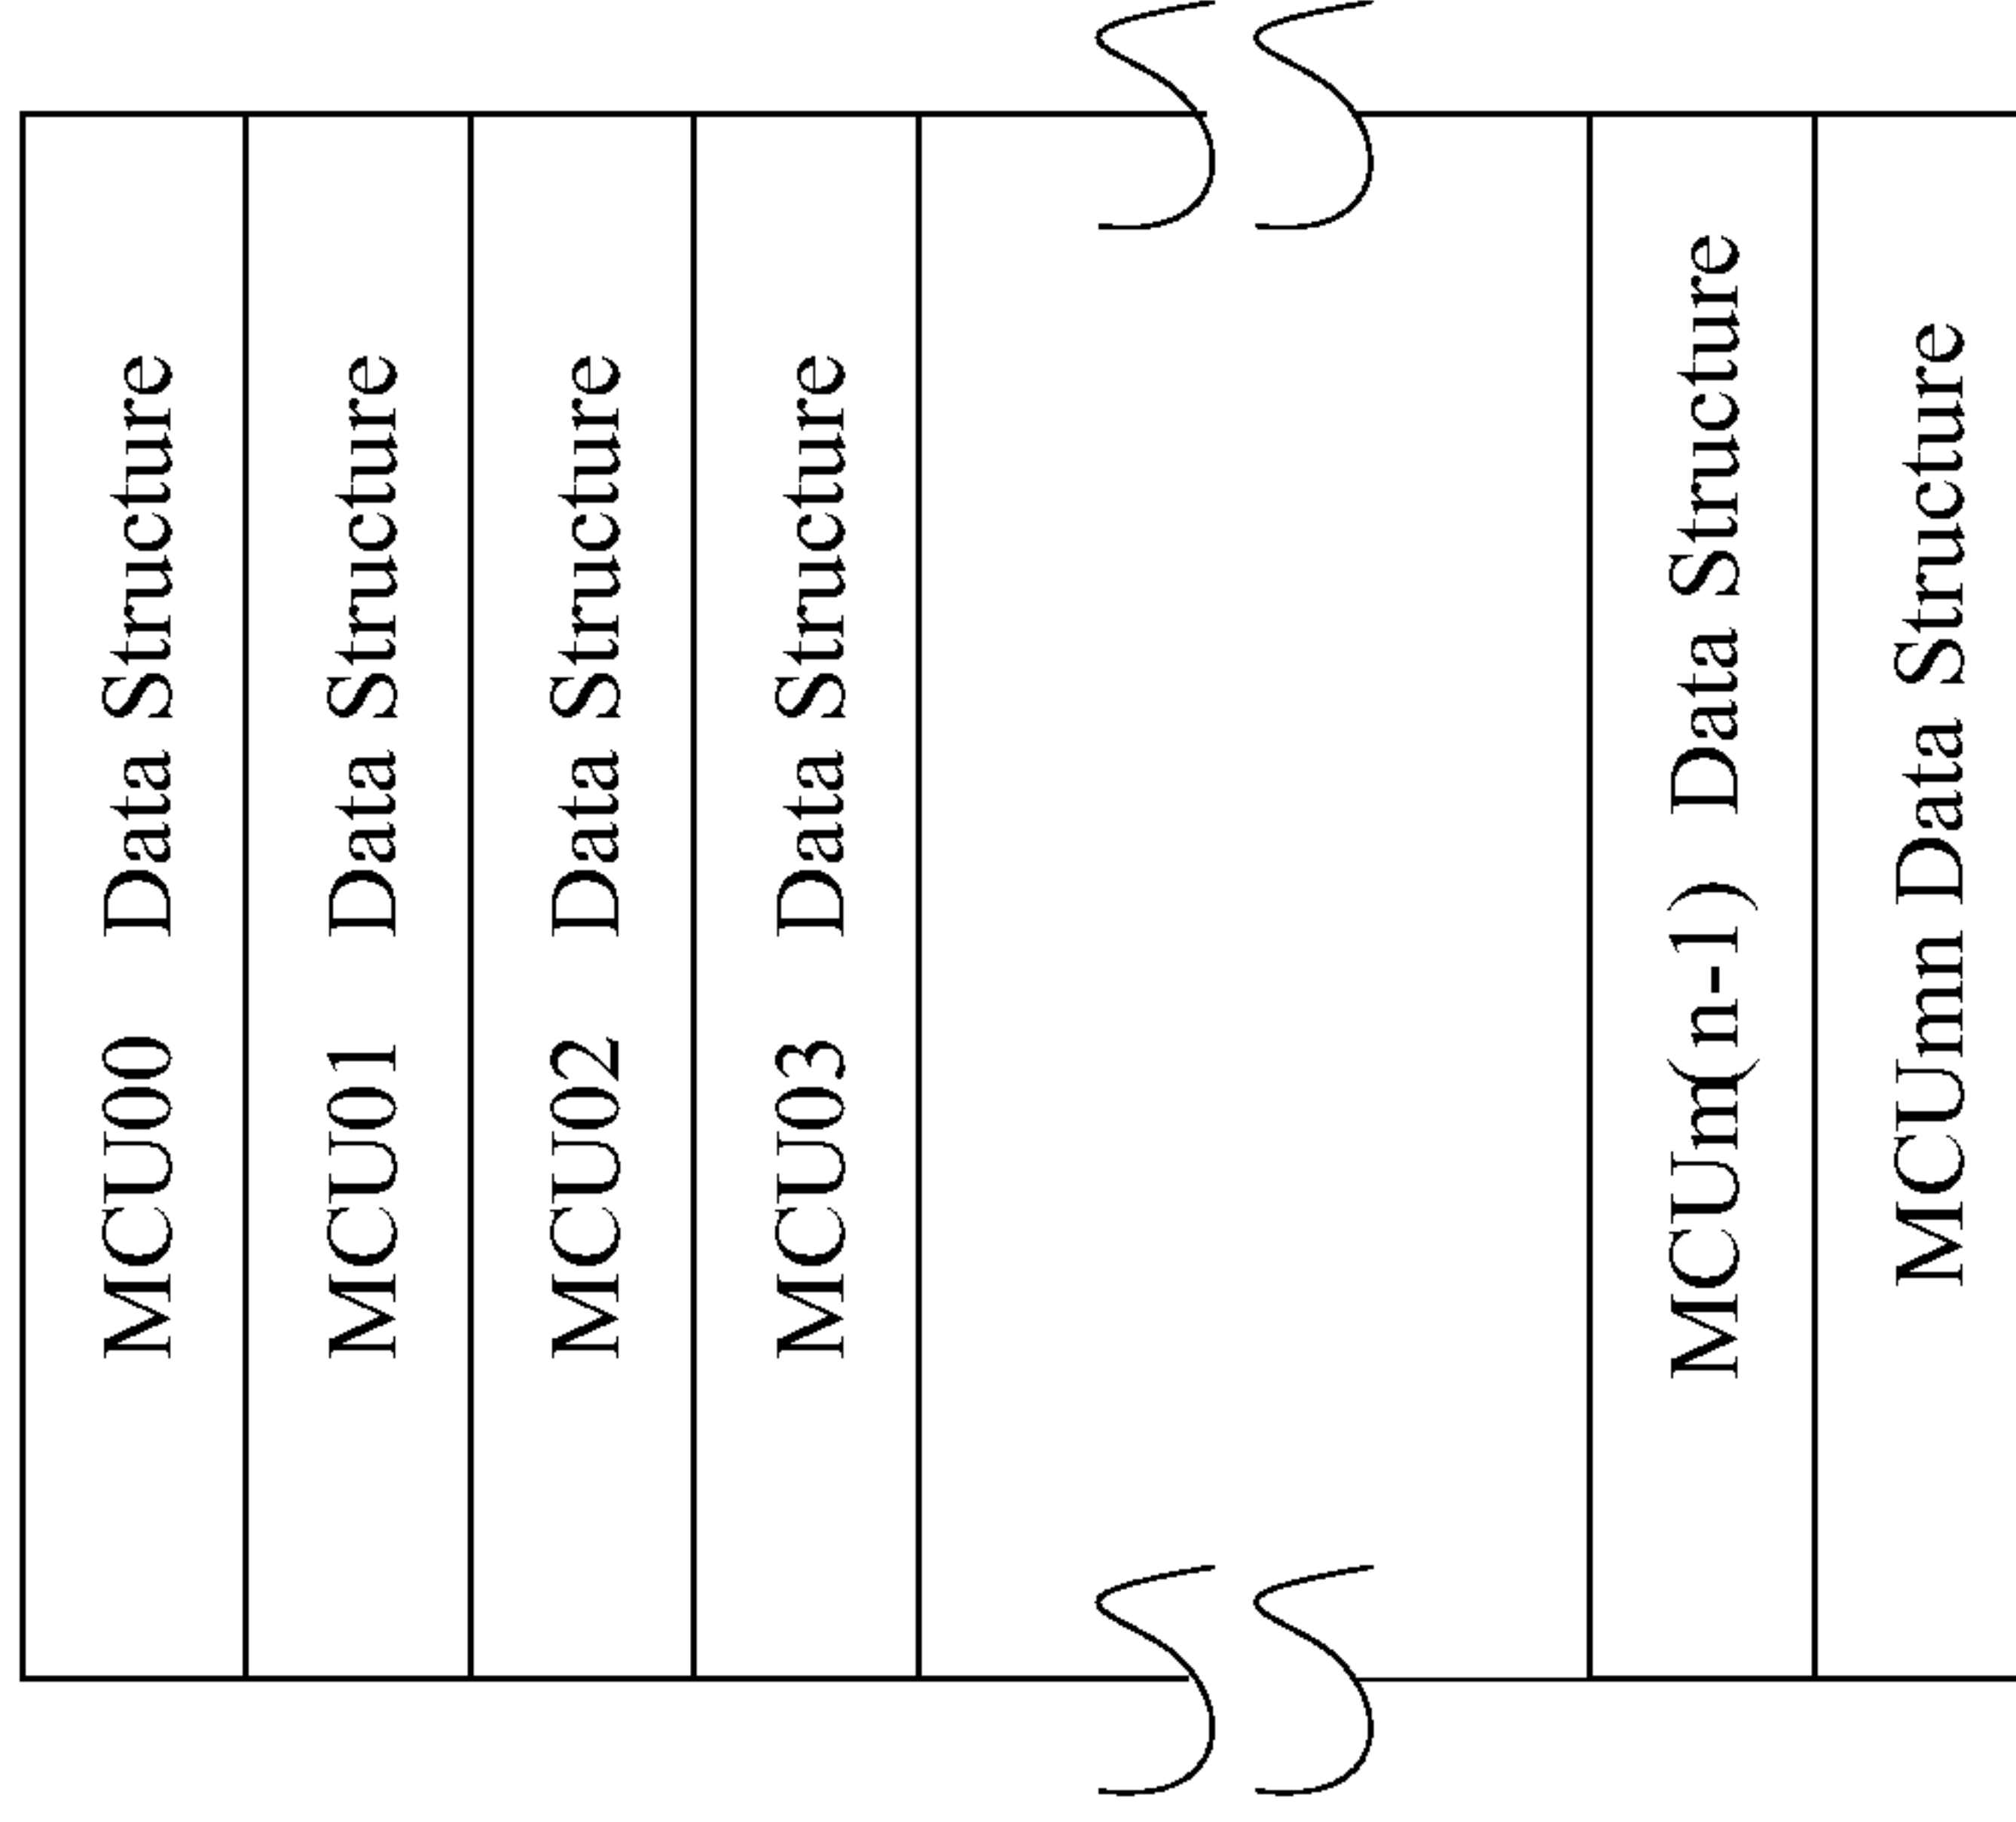 MCU00 Data Structure
MCU01 Data Structure
MCU02 Data Structure
MCU03 Data Structure
MCUm(n-1) Data Structure
MCUmn Data Structure